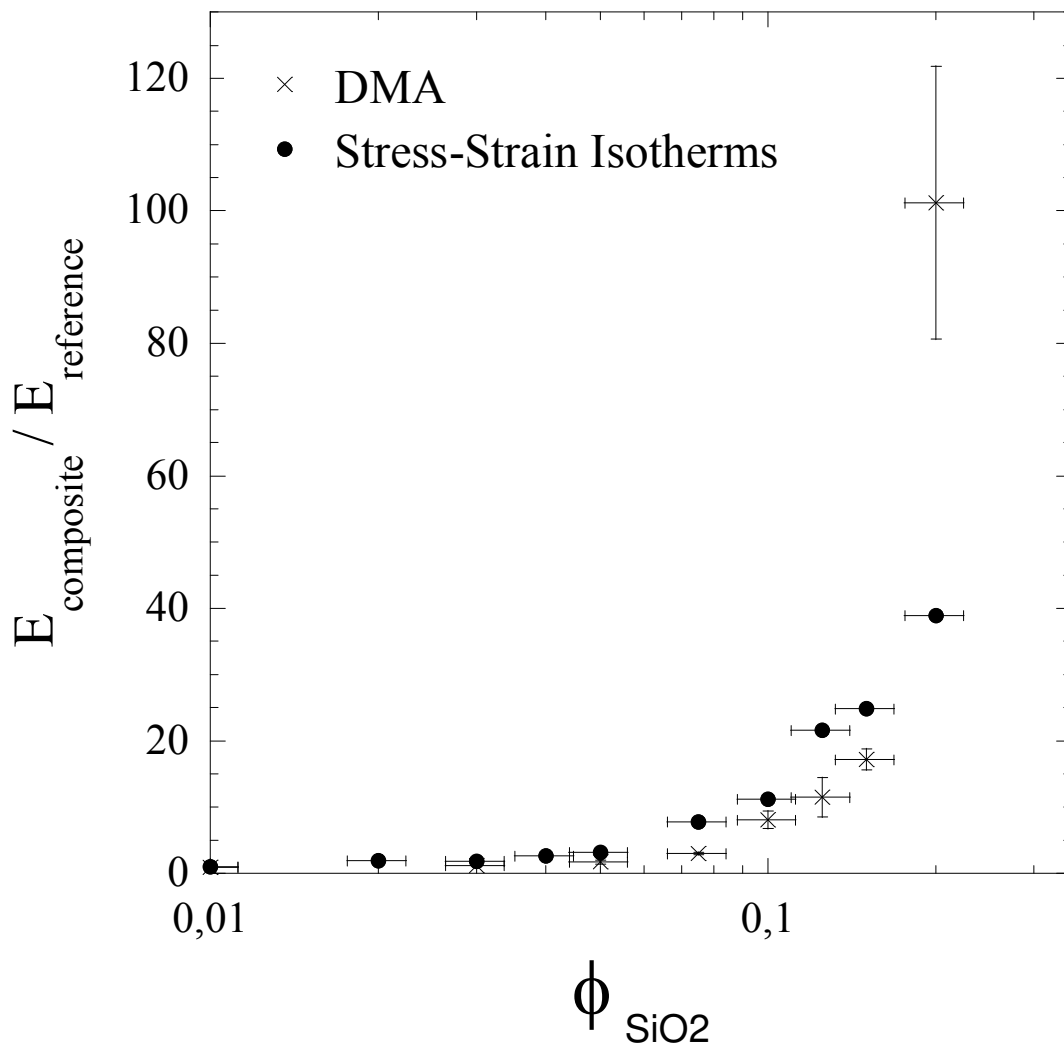 120
100
80
60
40
20
0
0,01
0,1
E composite / E reference
ϕ SiO2
DMA
Stress-Strain Isotherms